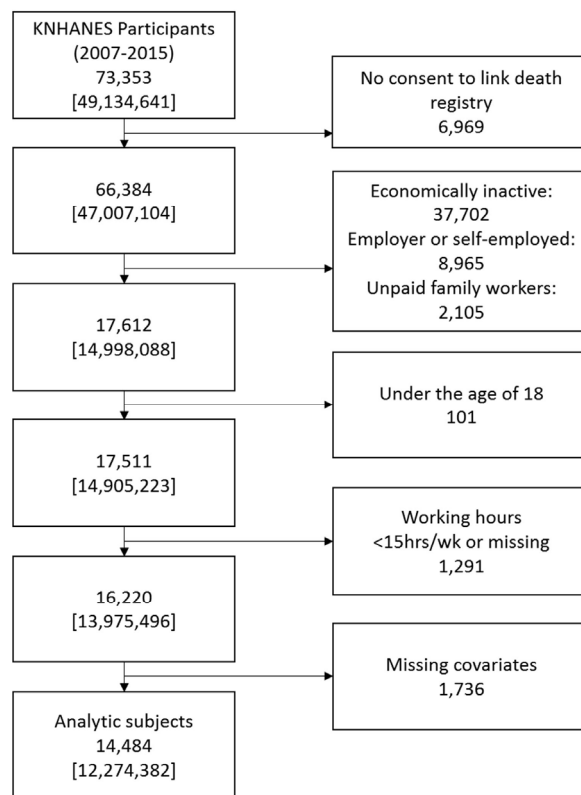 KNHANES Participants
(2007-2015)
73,353
[49,134,641]
No consent to link death
registry
6,969
66,384
[47,007,104]
Economically inactive:
37,702
Employer or self-employed:
8,965
Unpaid family workers:
2,105
17,612
[14,998,088]
Under the age of 18
101
17,511
[14,905,223]
Working hours
<15hrs/wk or missing
1,291
16,220
[13,975,496]
Missing covariates
1,736
Analytic subjects
14,484
[12,274,382]